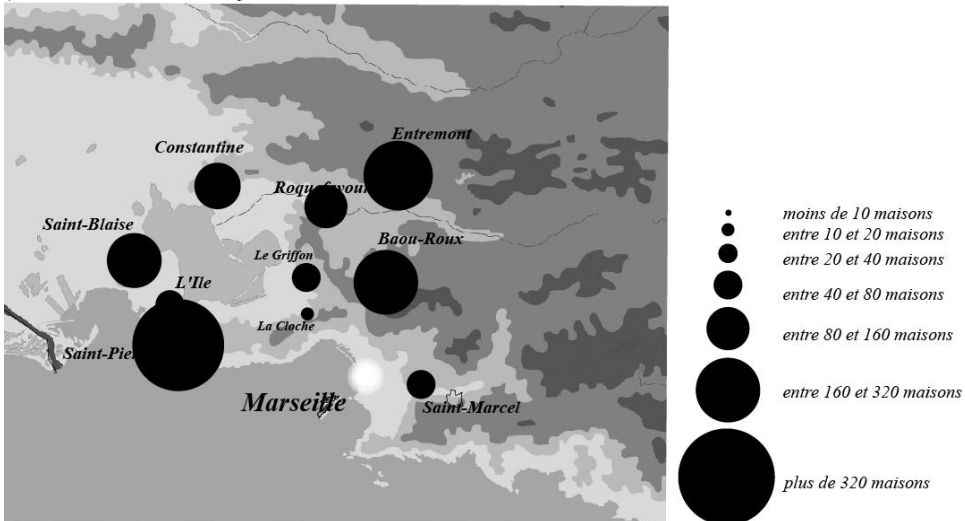 Entremont
Constantine
Roquefavour
Saint-Blaise
Baou-Roux
Le Griffon
L'Ile
La Cloche
Marseille
Saint-Marcel
moins de 10 maisons
entre 10 et 20 maisons
entre 20 et 40 maisons
entre 40 et 80 maisons
entre 80 et 160 maisons
entre 160 et 320 maisons
plus de 320 maisons